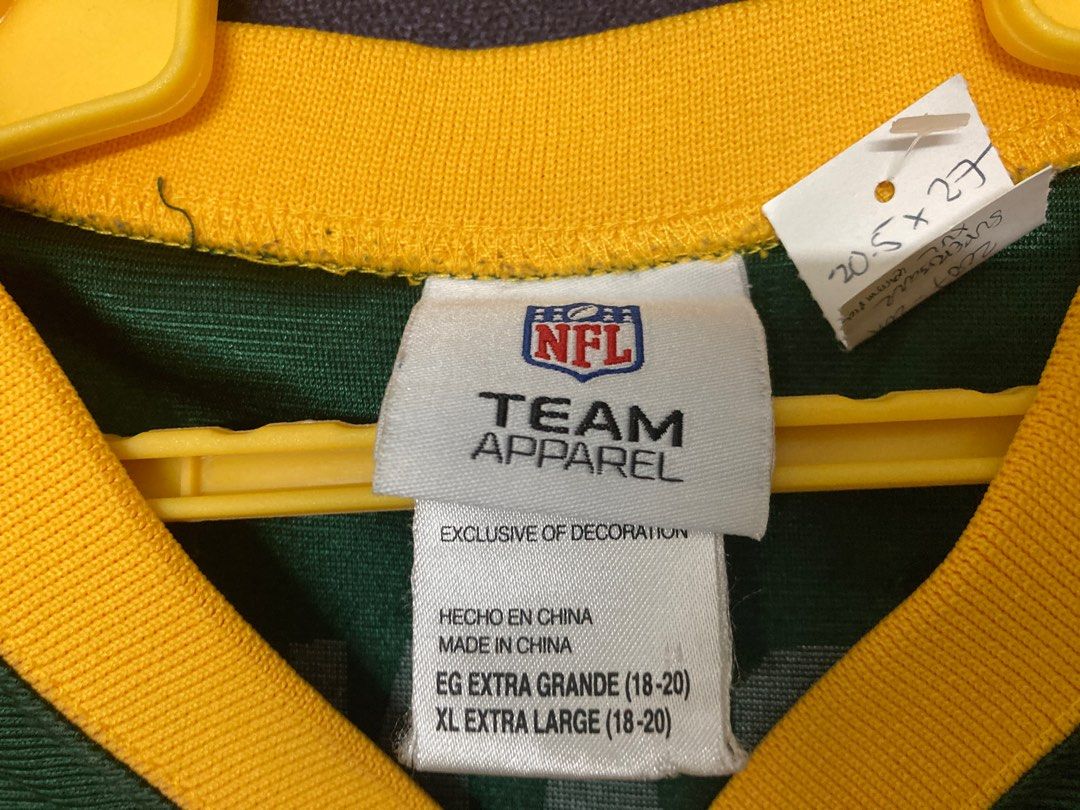 20.5 x 27
NFL
TEAM
APPAREL
EXCLUSIVE OF DECORATION
HECHO EN CHINA
MADE IN CHINA
EG EXTRA GRANDE (18-20)
XL EXTRA LARGE (18-20)